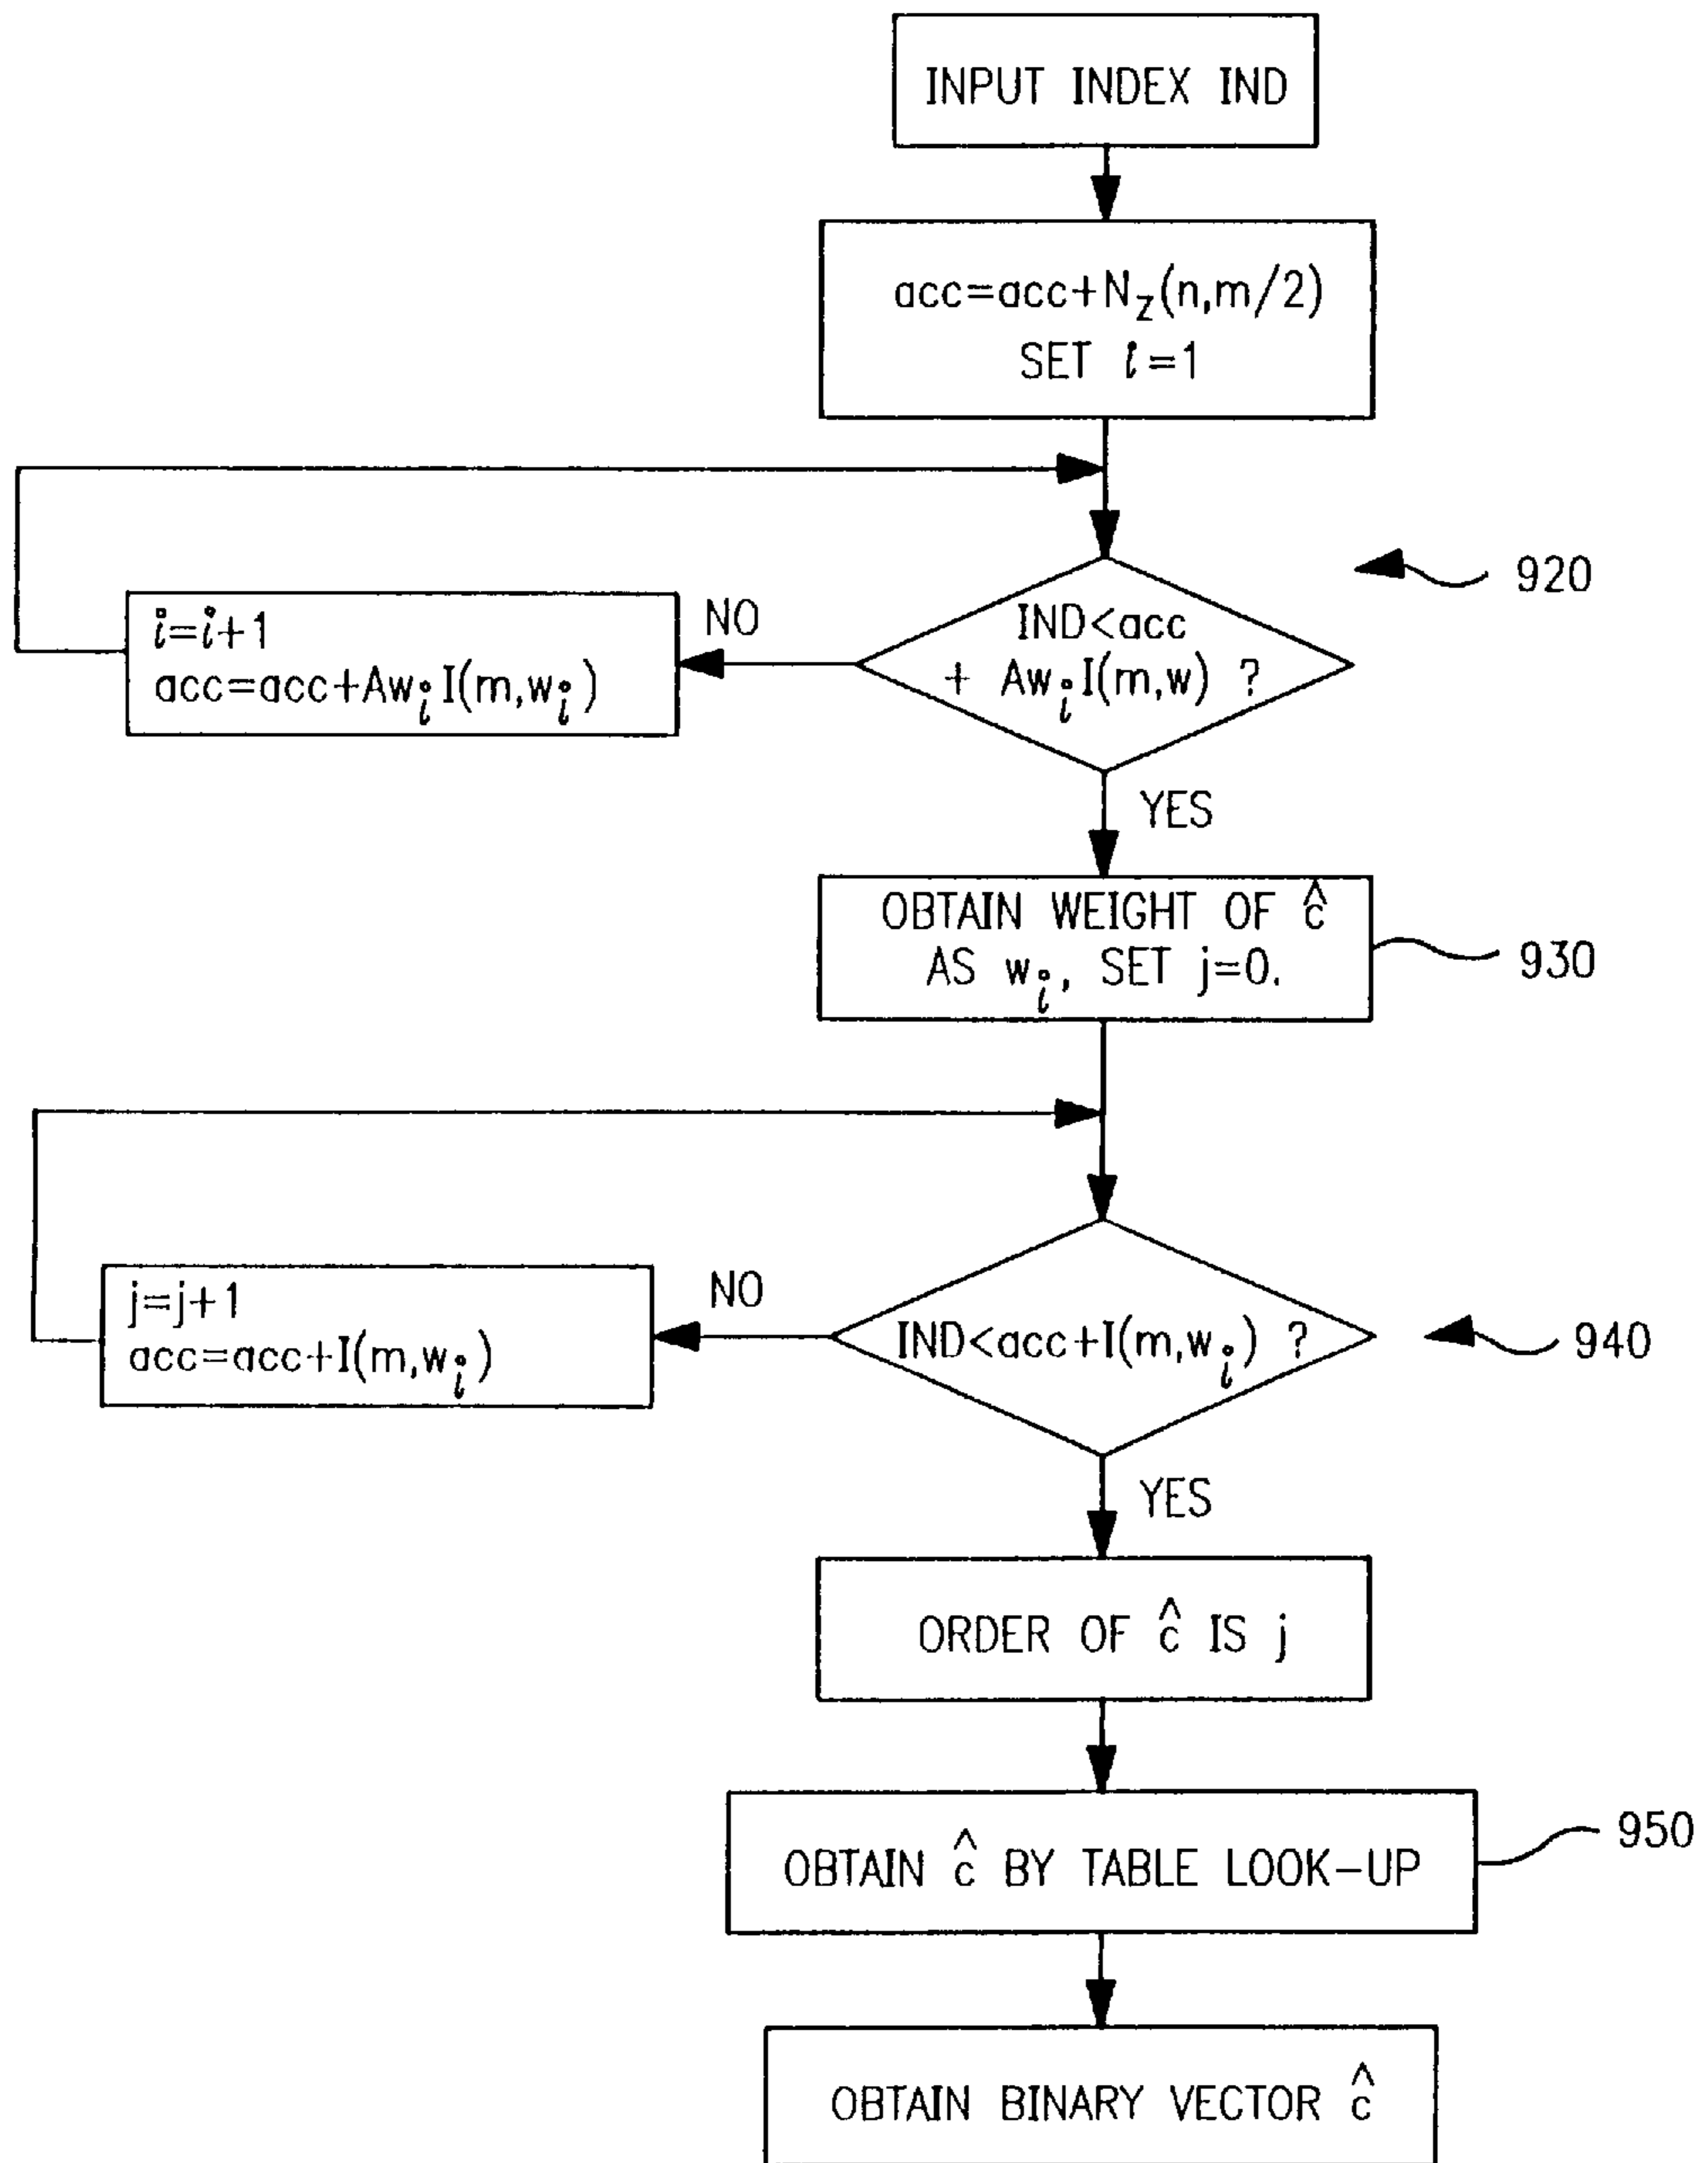 INPUT INDEX IND
acc=acc+N_z(n,m/2)
SET i=1
920
IND<acc
+ Aw_i I(m,w) ?
NO
i=i+1
acc=acc+Aw_i I(m,w_i)
YES
OBTAIN WEIGHT OF ĉ
AS w_i, SET j=0.
930
IND<acc+I(m,w_i) ?
940
NO
j=j+1
acc=acc+I(m,w_i)
YES
ORDER OF ĉ IS j
OBTAIN ĉ BY TABLE LOOK-UP
950
OBTAIN BINARY VECTOR ĉ